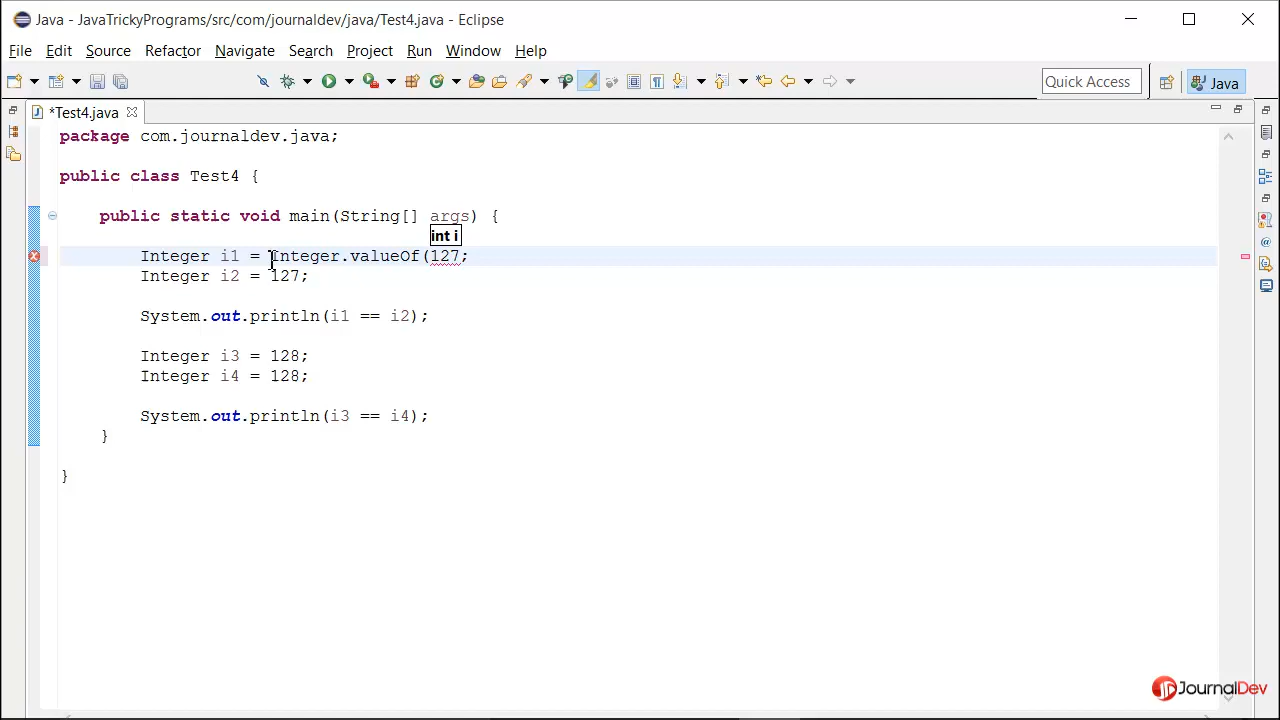 Java - JavaTrickyPrograms/src/com/journaldev/java/Test4.java - Eclipse
File Edit Source Refactor Navigate Search Project Run Window Help
Quick Access Java
*Test4.java
package com.journaldev.java;
public class Test4 {
public static void main(String[] args) {
int i
Integer i1 = Integer.valueOf(127;
Integer i2 = 127;
System.out.println(i1 == i2);
Integer i3 = 128;
Integer i4 = 128;
System.out.println(i3 == i4);
}
}
JournalDev